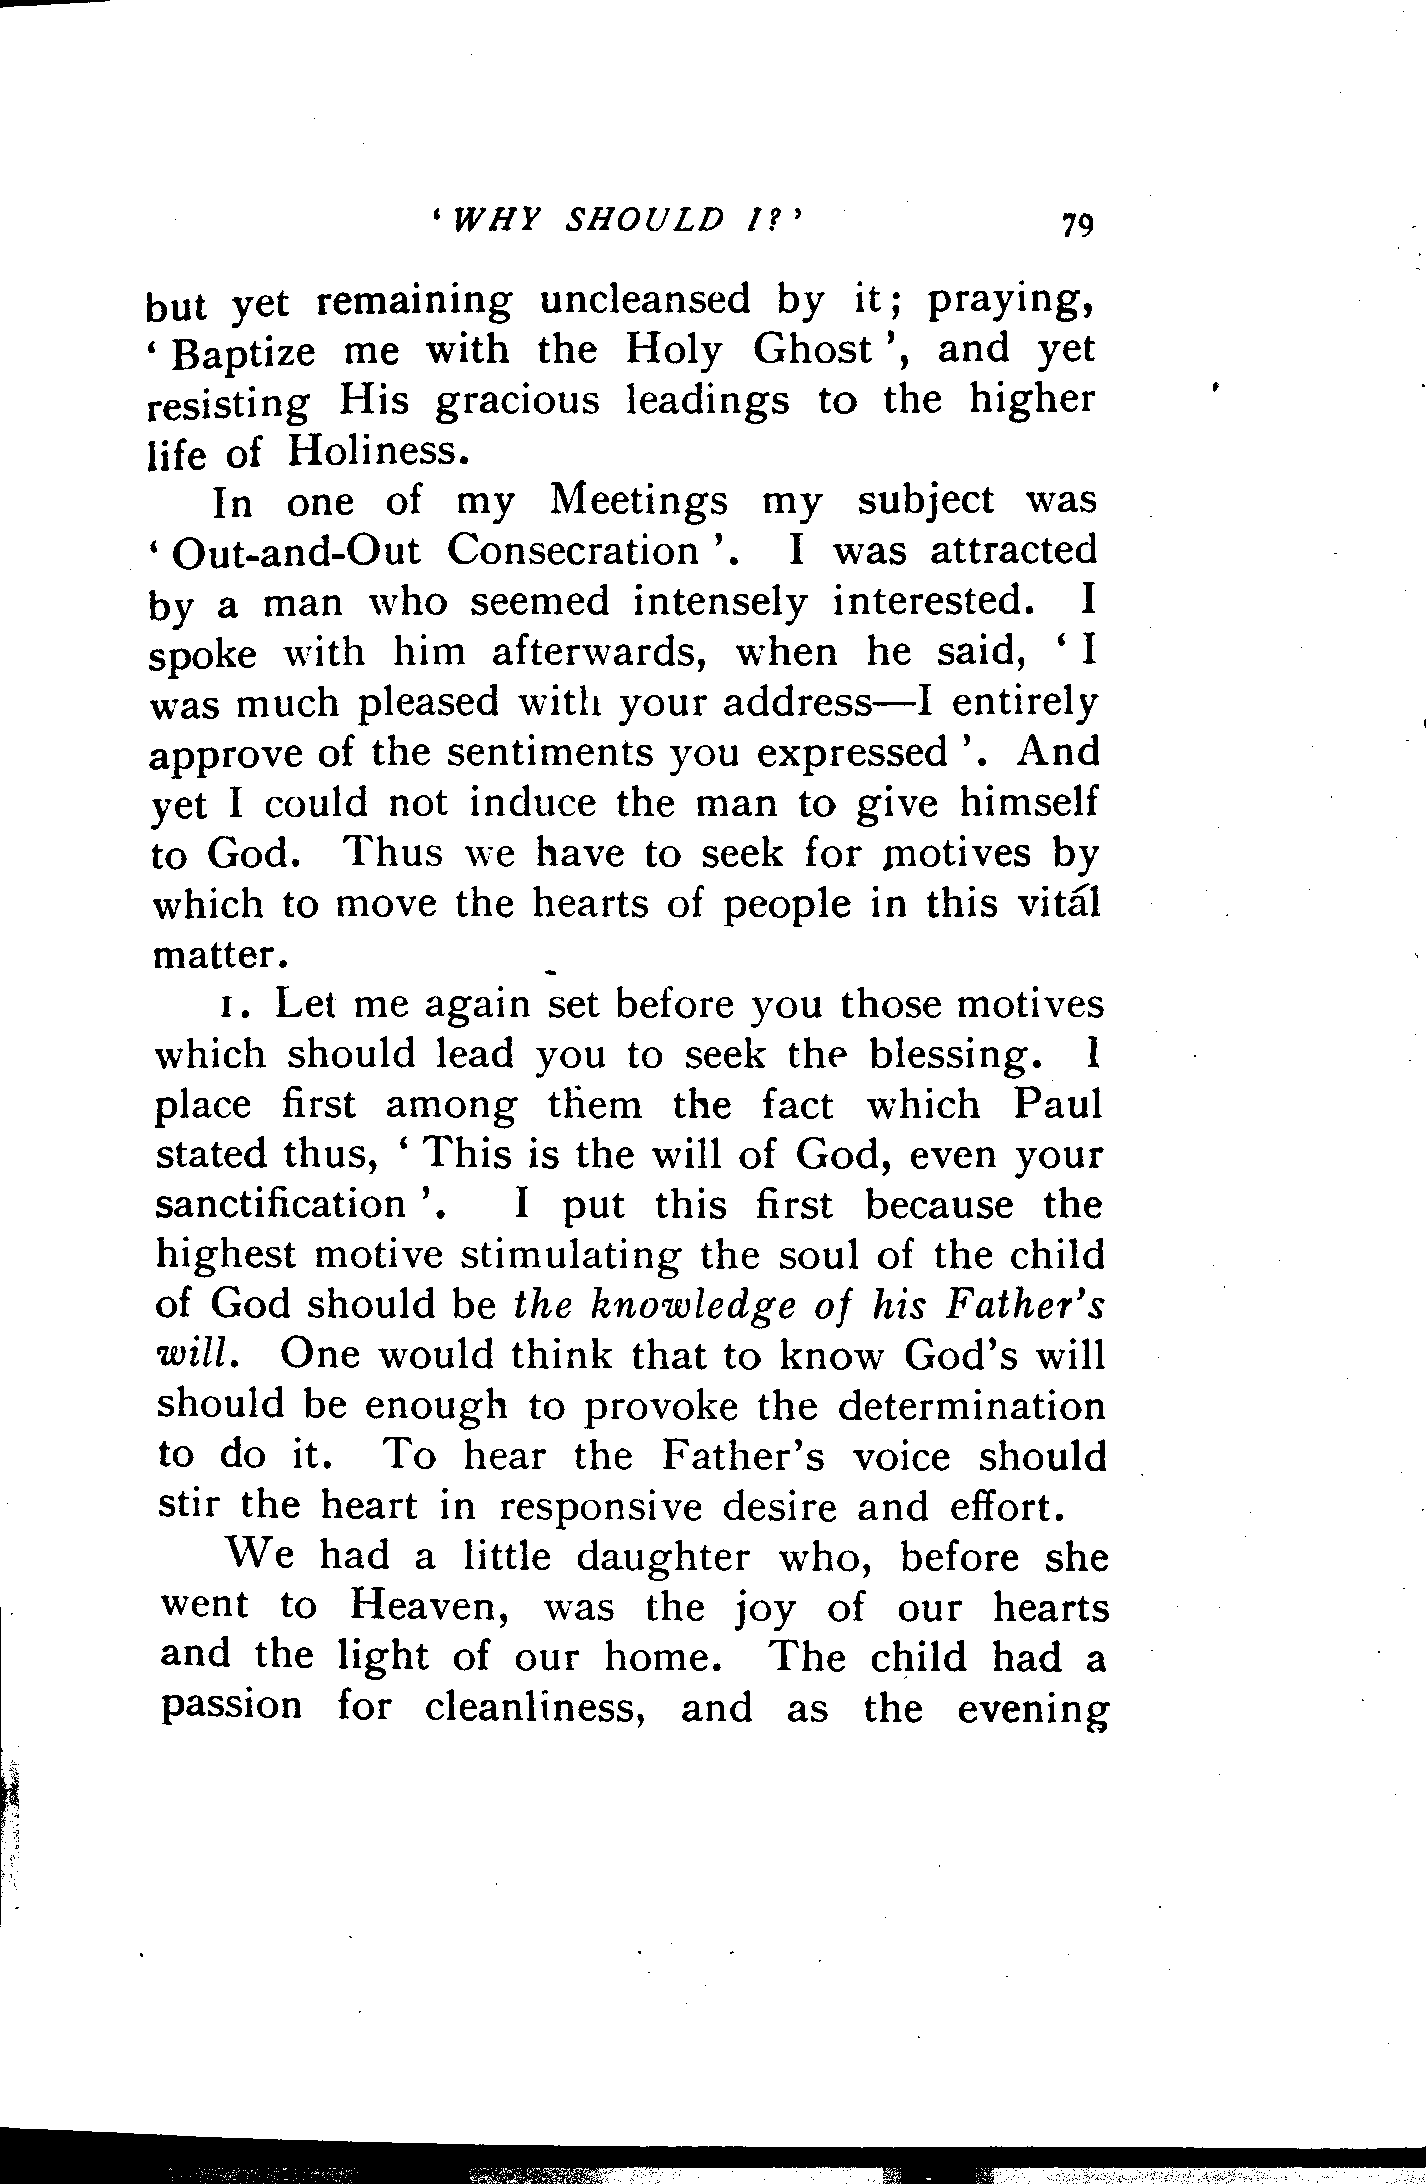 ‘ WHY SHOULD I? ’ 79
but yet remaining uncleansed by it; praying,
‘ Baptize me with the Holy Ghost ’, and yet
resisting His gracious leadings to the higher
life of Holiness.
In one of my Meetings my subject was
‘ Out-and-Out Consecration ’. I was attracted
by a man who seemed intensely interested. I
spoke with him afterwards, when he said, ‘ I
was much pleased with your address—I entirely
approve of the sentiments you expressed ’. And
yet I could not induce the man to give himself
to God. Thus we have to seek for motives by
which to move the hearts of people in this vital
matter.
1. Let me again set before you those motives
which should lead you to seek the blessing. I
place first among them the fact which Paul
stated thus, ‘ This is the will of God, even your
sanctification ’. I put this first because the
highest motive stimulating the soul of the child
of God should be the knowledge of his Father's
will. One would think that to know God's will
should be enough to provoke the determination
to do it. To hear the Father's voice should
stir the heart in responsive desire and effort.
We had a little daughter who, before she
went to Heaven, was the joy of our hearts
and the light of our home. The child had a
passion for cleanliness, and as the evening